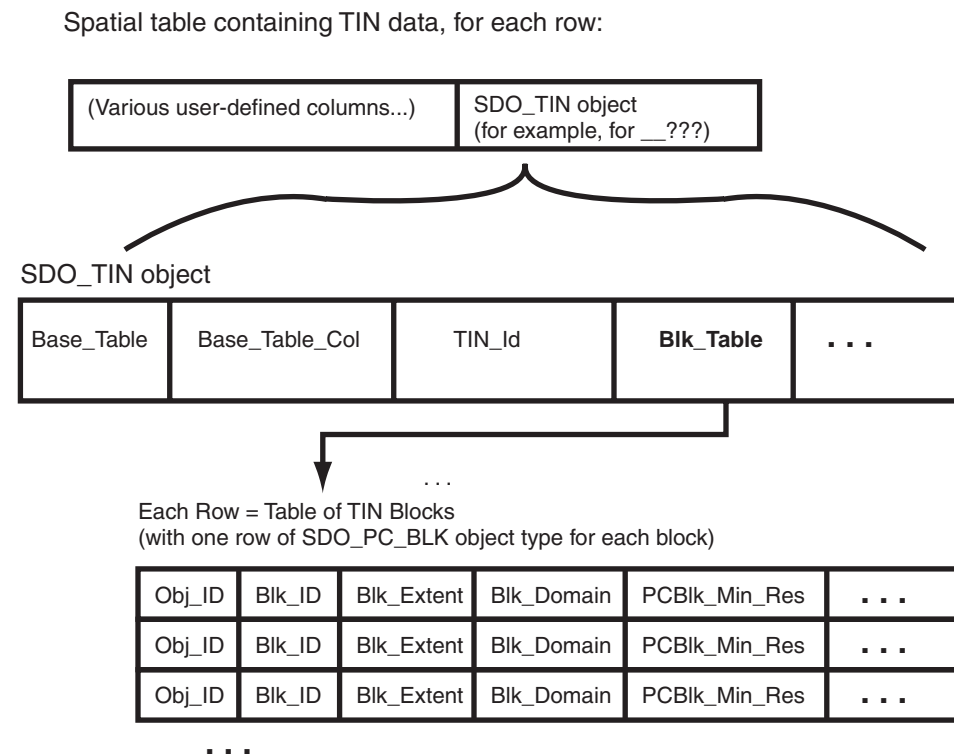 Spatial table containing TIN data, for each row:
(Various user-defined columns...) SDO_TIN object
(for example, for __???)
SDO_TIN object
Base_Table Base_Table_Col TIN_Id Blk_Table . . .
. . .
Each Row = Table of TIN Blocks
(with one row of SDO_PC_BLK object type for each block)
Obj_ID Blk_ID Blk_Extent Blk_Domain PCBlk_Min_Res . . .
Obj_ID Blk_ID Blk_Extent Blk_Domain PCBlk_Min_Res . . .
Obj_ID Blk_ID Blk_Extent Blk_Domain PCBlk_Min_Res . . .
. . .